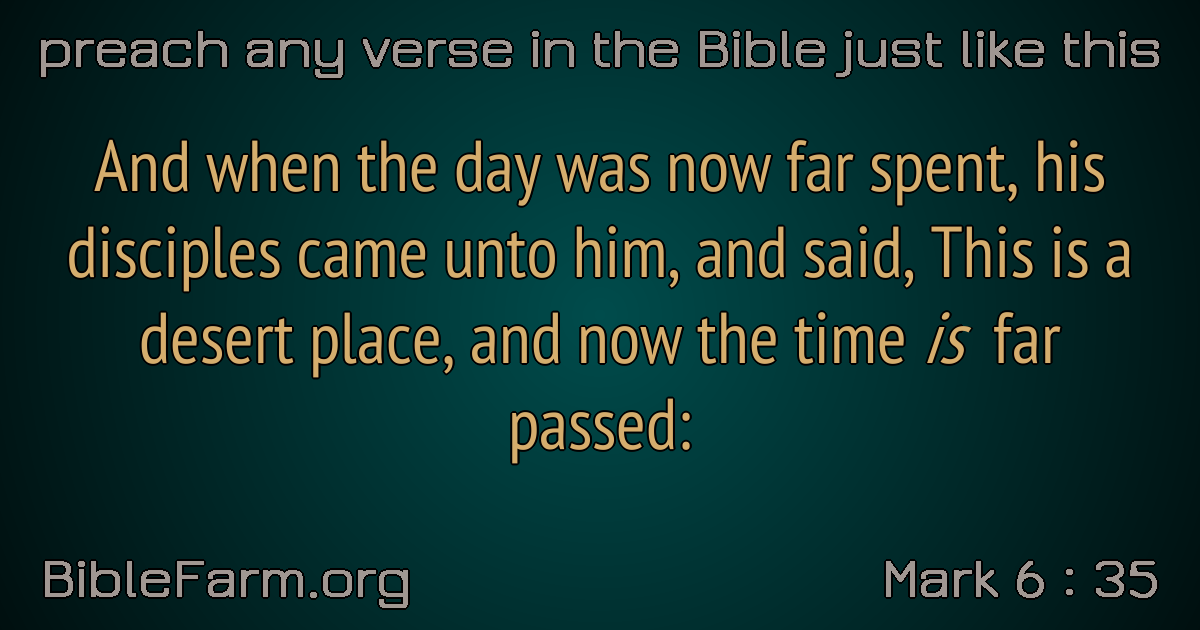 preach any verse in the Bible just like this
And when the day was now far spent, his
disciples came unto him, and said, This is a
desert place, and now the time is far
passed:
BibleFarm.org
Mark 6 : 35